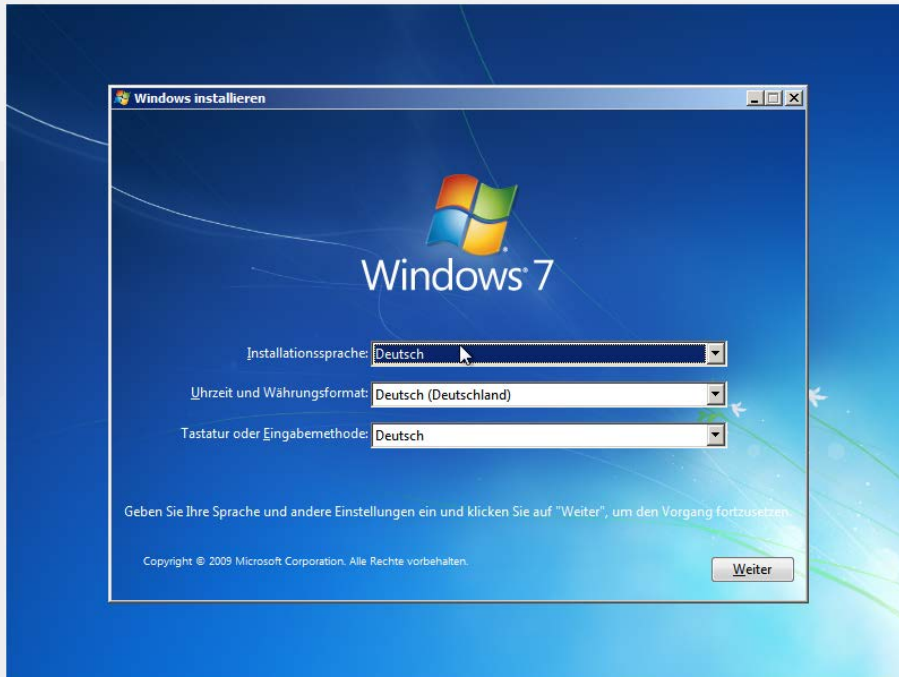 Windows installieren
Windows® 7
Installationssprache: Deutsch
Uhrzeit und Währungsformat: Deutsch (Deutschland)
Tastatur oder Eingabemethode: Deutsch
Geben Sie Ihre Sprache und andere Einstellungen ein und klicken Sie auf "Weiter", um den Vorgang fortzusetzen.
Copyright © 2009 Microsoft Corporation. Alle Rechte vorbehalten.
Weiter